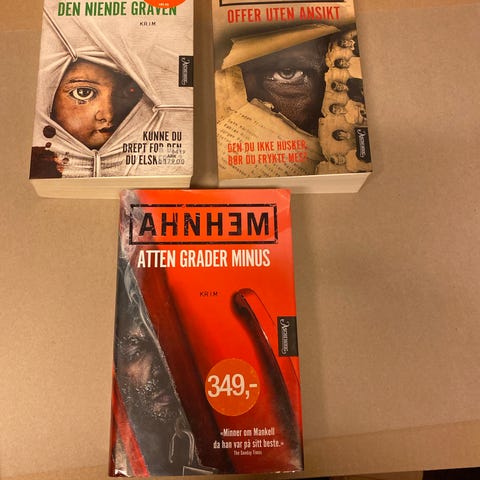 DEN NIENDE GRAVEN
KRIM
KUNNE DU
DREPT FOR DEN
DU ELSK
OFFER UTEN ANSIKT
DEN DU IKKE HUSKER,
BØR DU FRYKTE MEST
ASCHEHOUG
AHNHEM
ATTEN GRADER MINUS
KRIM
ASCHEHOUG
349,-
«Minner om Mankell
da han var på sitt beste.»
The Sunday Times